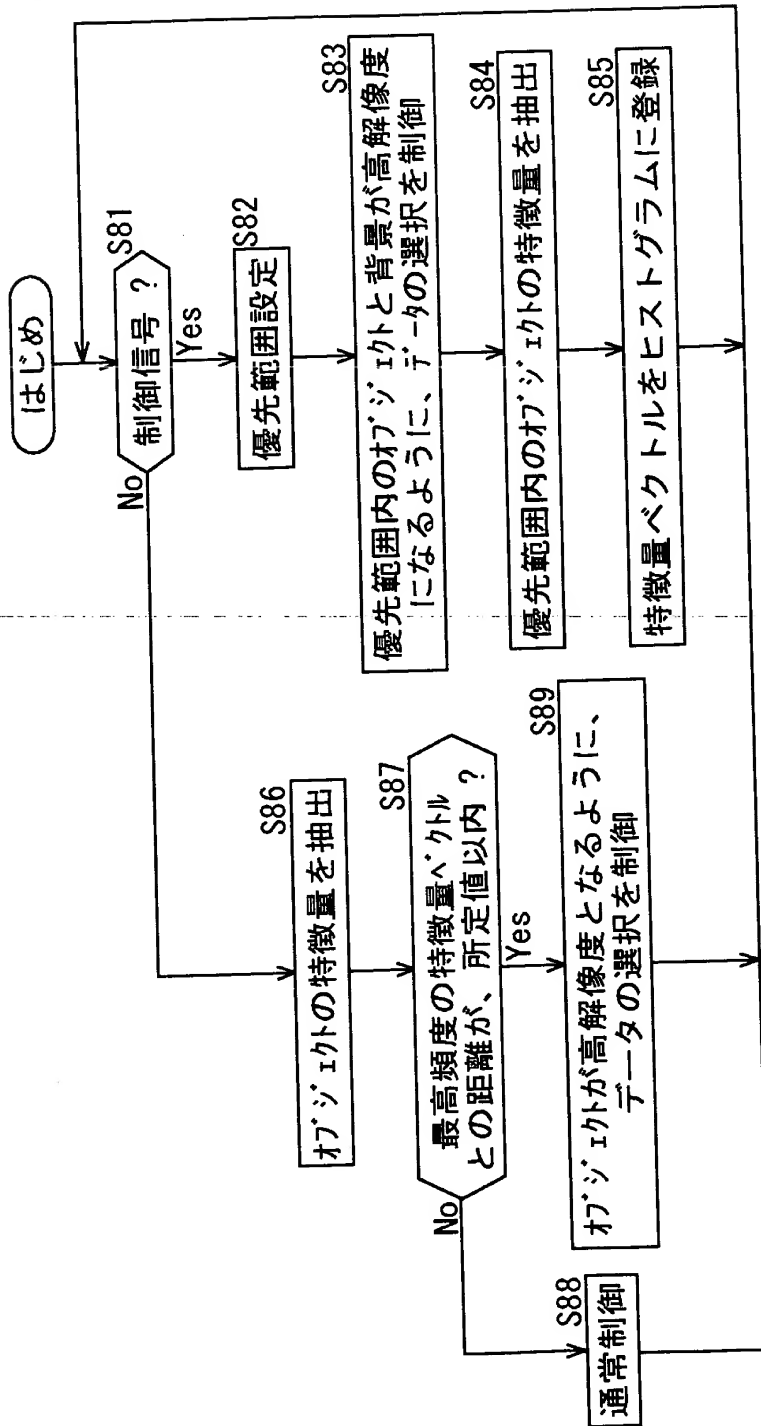 はじめ
S81
制御信号 ?
No
Yes
S82
優先範囲設定
S83
優先範囲内のｵﾌﾞｼﾞｪｸﾄと背景が高解像度
になるように、ﾃﾞｰﾀの選択を制御
S84
優先範囲内のｵﾌﾞｼﾞｪｸﾄの特徴量を抽出
S85
特徴量ベクトルをヒストグラムに登録
S86
ｵﾌﾞｼﾞｪｸﾄの特徴量を抽出
S87
最高頻度の特徴量ﾍﾞｸﾄﾙ
との距離が、所定値以内 ?
No
Yes
S88
通常制御
S89
ｵﾌﾞｼﾞｪｸﾄが高解像度となるように、
データの選択を制御